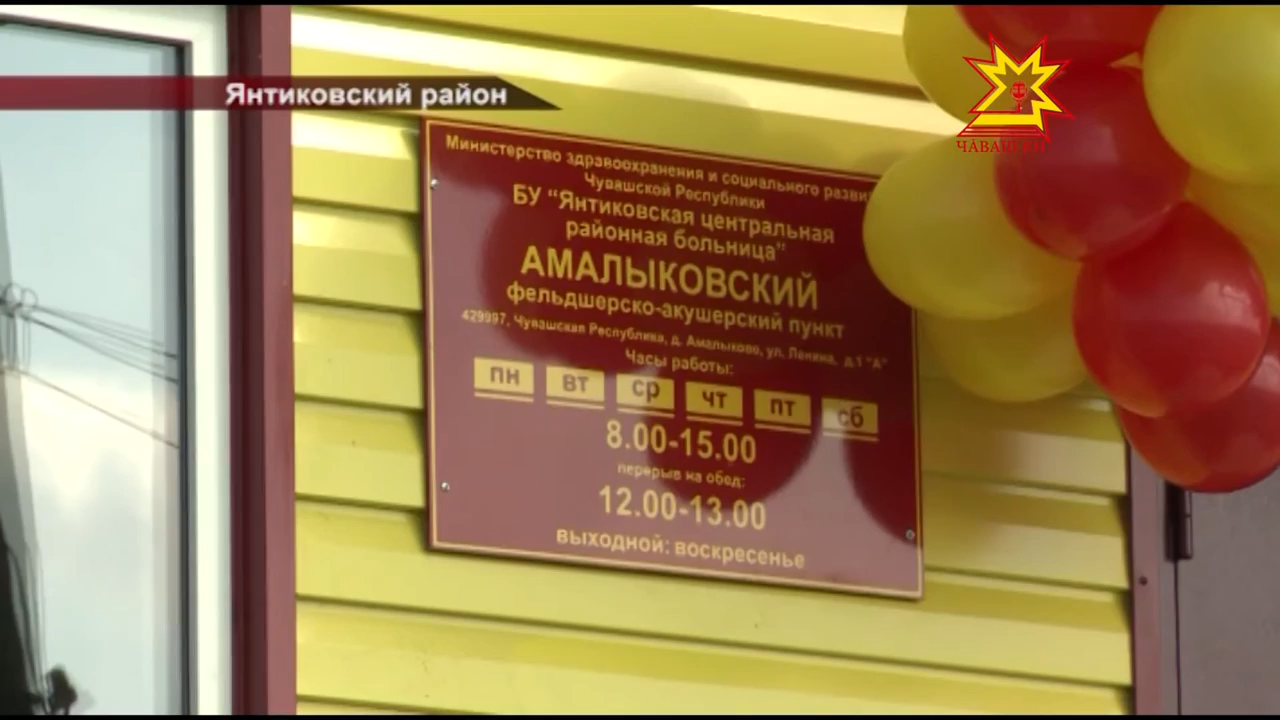 Янтиковский район
Министерство здравоохранения и социального разви
Чувашской Республики
БУ “Янтиковская центральная
районная больница”
АМАЛЫКОВСКИЙ
фельдшерско-акушерский пункт
429997, Чувашская Республика, д. Амалыково, ул. Ленина, д.1 "А"
Часы работы:
пн вт ср чт пт сб
8.00-15.00
перерыв на обед:
12.00-13.00
выходной: воскресенье